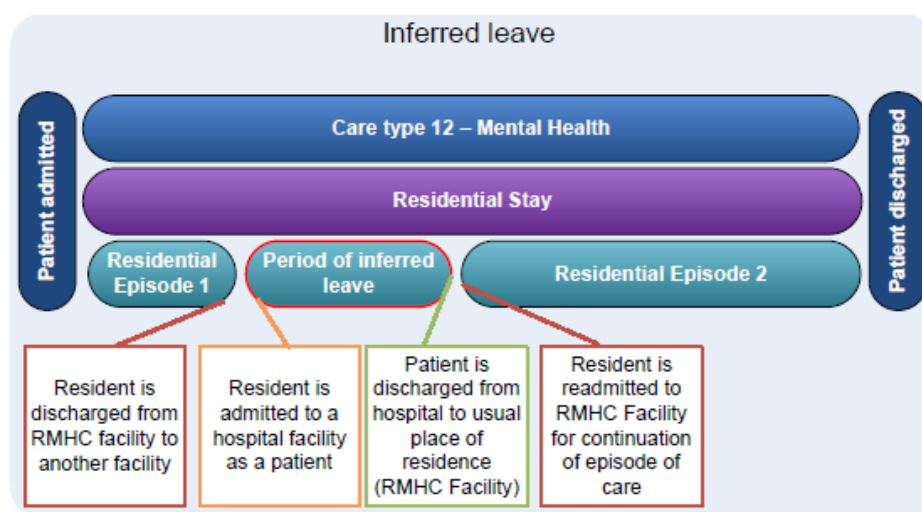 Inferred leave
Patient admitted
Care type 12 – Mental Health
Residential Stay
Residential
Episode 1
Period of inferred
leave
Residential Episode 2
Patient discharged
Resident is
discharged from
RMHC facility to
another facility
Resident is
admitted to a
hospital facility
as a patient
Patient is
discharged from
hospital to usual
place of
residence
(RMHC Facility)
Resident is
readmitted to
RMHC Facility
for continuation
of episode of
care